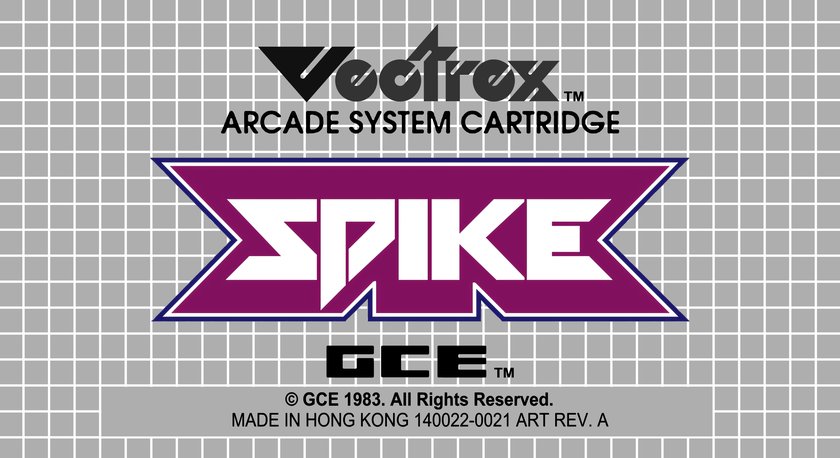 Vectrex™
ARCADE SYSTEM CARTRIDGE
SPIKE
GCE™
© GCE 1983. All Rights Reserved.
MADE IN HONG KONG 140022-0021 ART REV. A